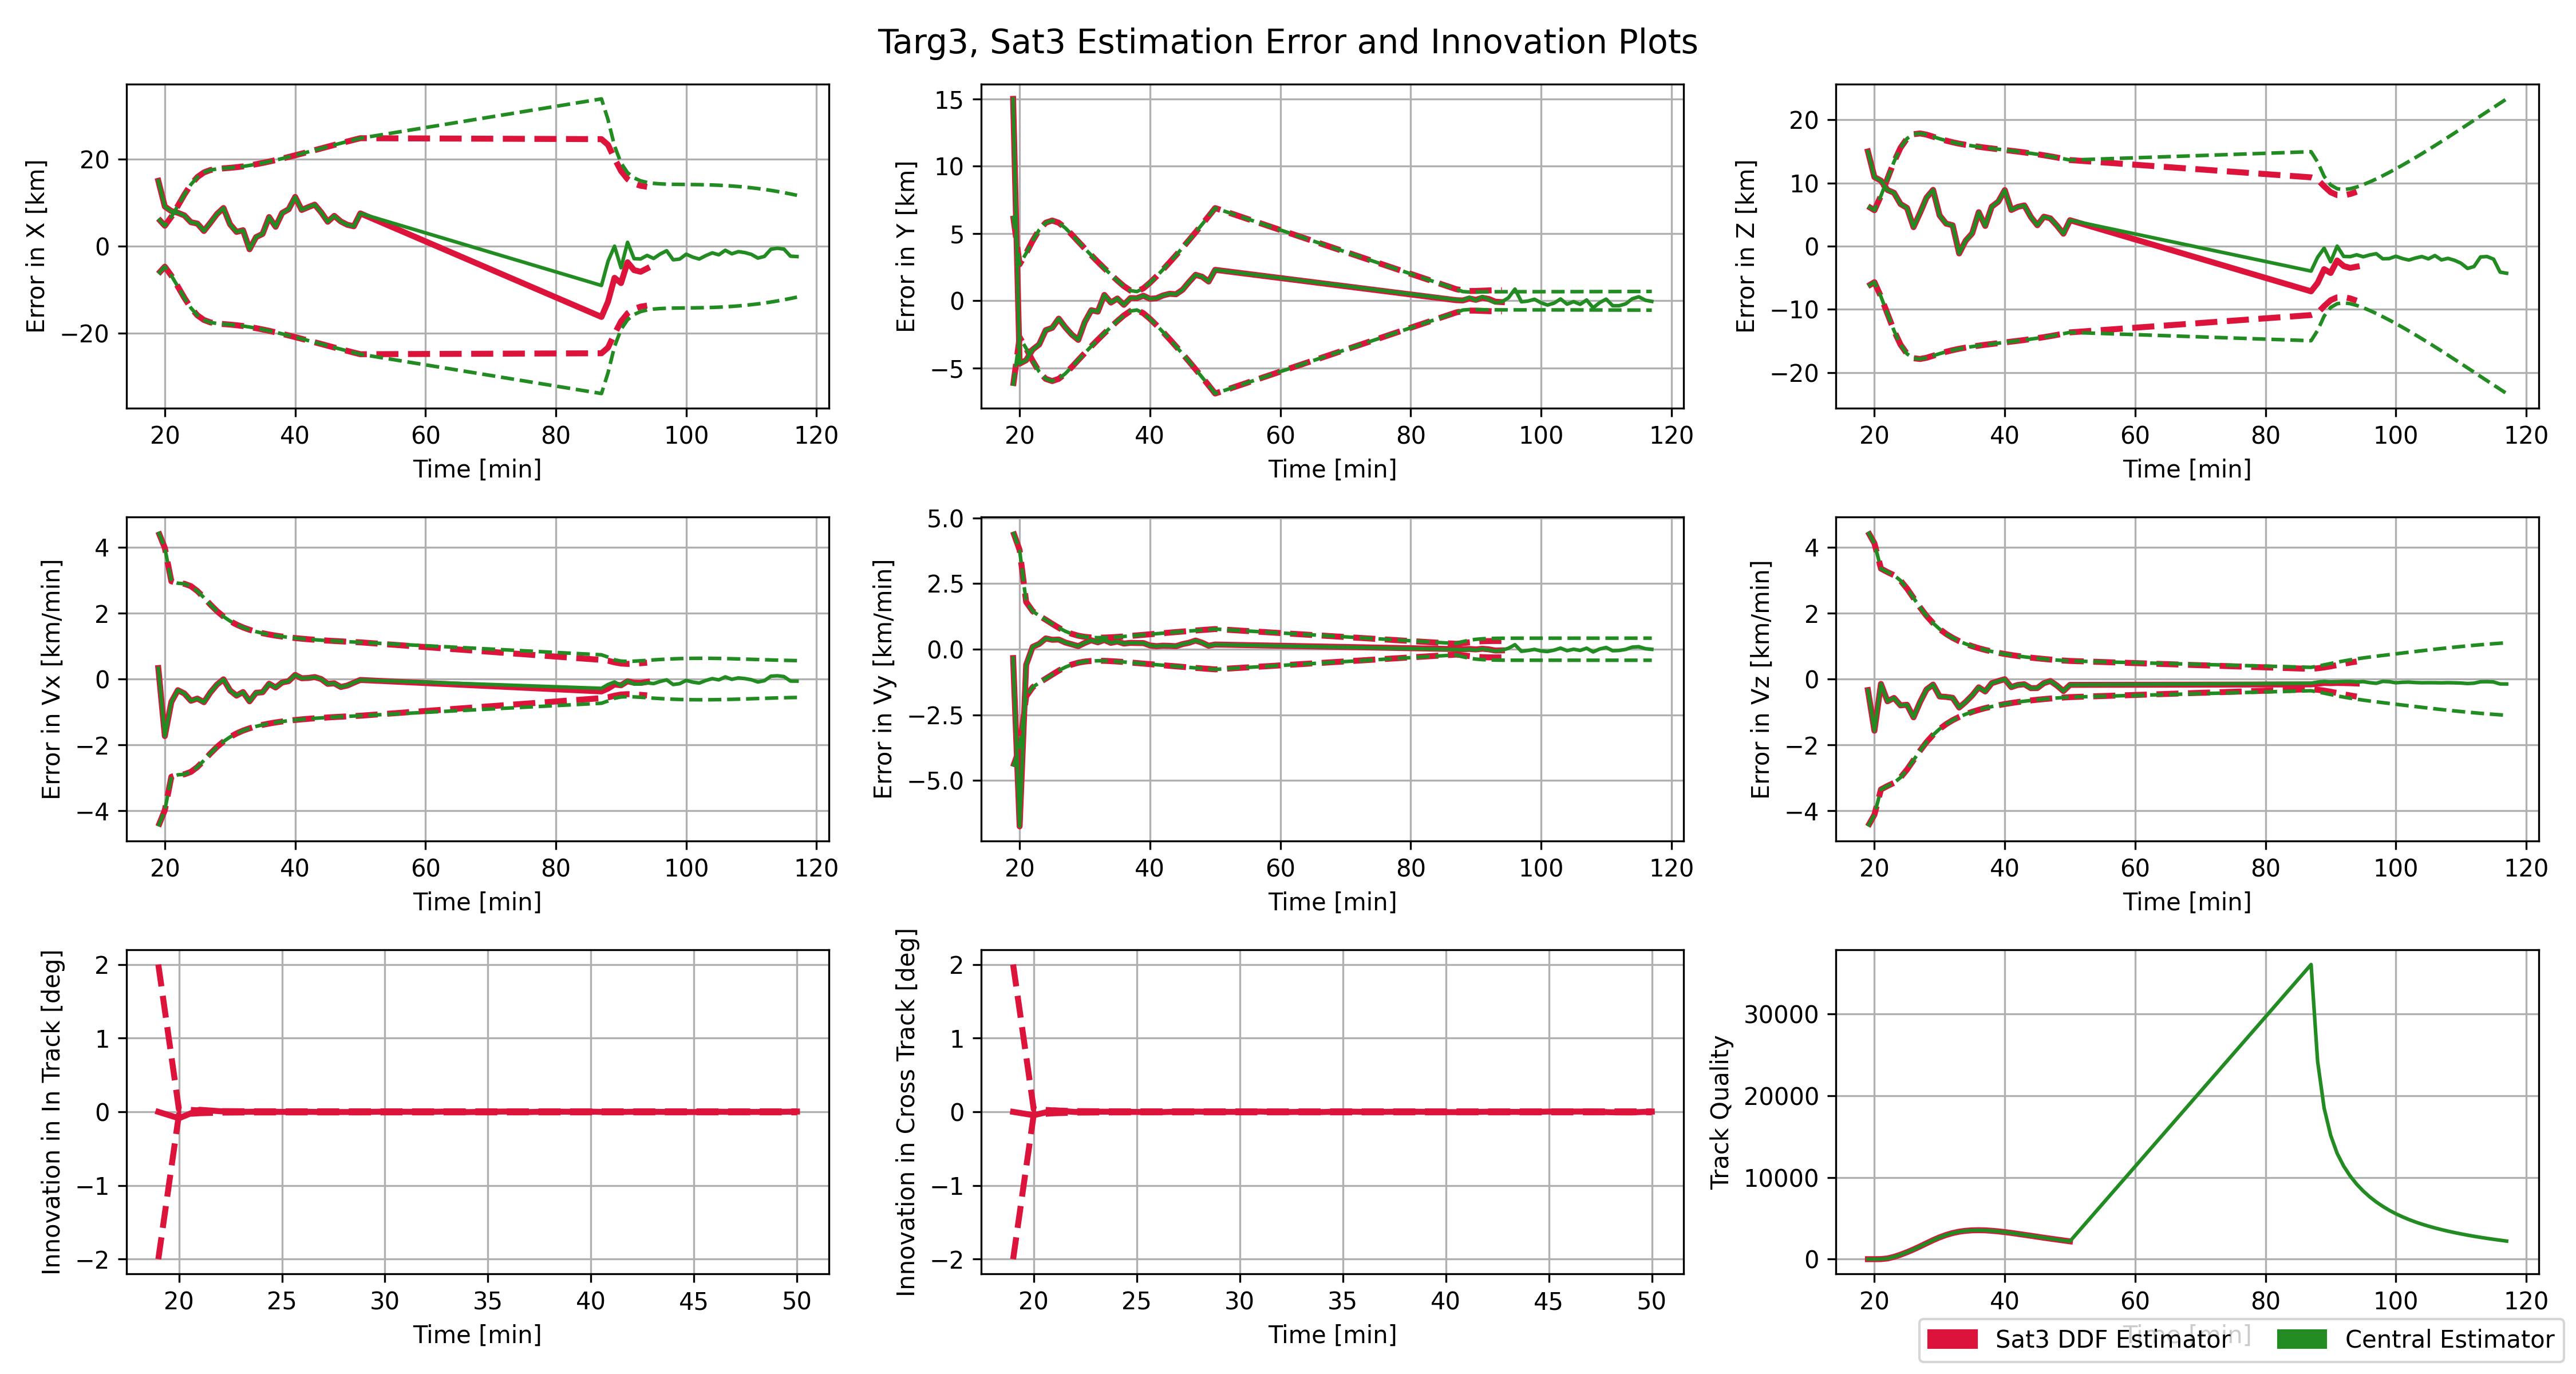 Targ3, Sat3 Estimation Error and Innovation Plots
Error in X [km]
20
0
−20
20 40 60 80 100 120
Time [min]
Error in Y [km]
15
10
5
0
−5
20 40 60 80 100 120
Time [min]
Error in Z [km]
20
10
0
−10
−20
20 40 60 80 100 120
Time [min]
Error in Vx [km/min]
4
2
0
−2
−4
20 40 60 80 100 120
Time [min]
Error in Vy [km/min]
5.0
2.5
0.0
−2.5
−5.0
20 40 60 80 100 120
Time [min]
Error in Vz [km/min]
4
2
0
−2
−4
20 40 60 80 100 120
Time [min]
Innovation in In Track [deg]
2
1
0
−1
−2
20 25 30 35 40 45 50
Time [min]
Innovation in Cross Track [deg]
2
1
0
−1
−2
20 25 30 35 40 45 50
Time [min]
Track Quality
30000
20000
10000
0
20 40 60 80 100 120
Time [min]
Sat3 DDF Estimator Central Estimator